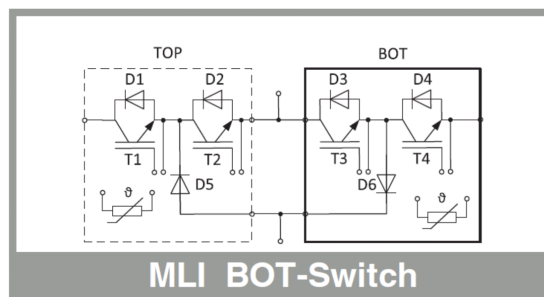 TOP BOT
D1 D2 D3 D4
T1 T2 T3 T4
D5 D6
ϑ ϑ
MLI BOT-Switch